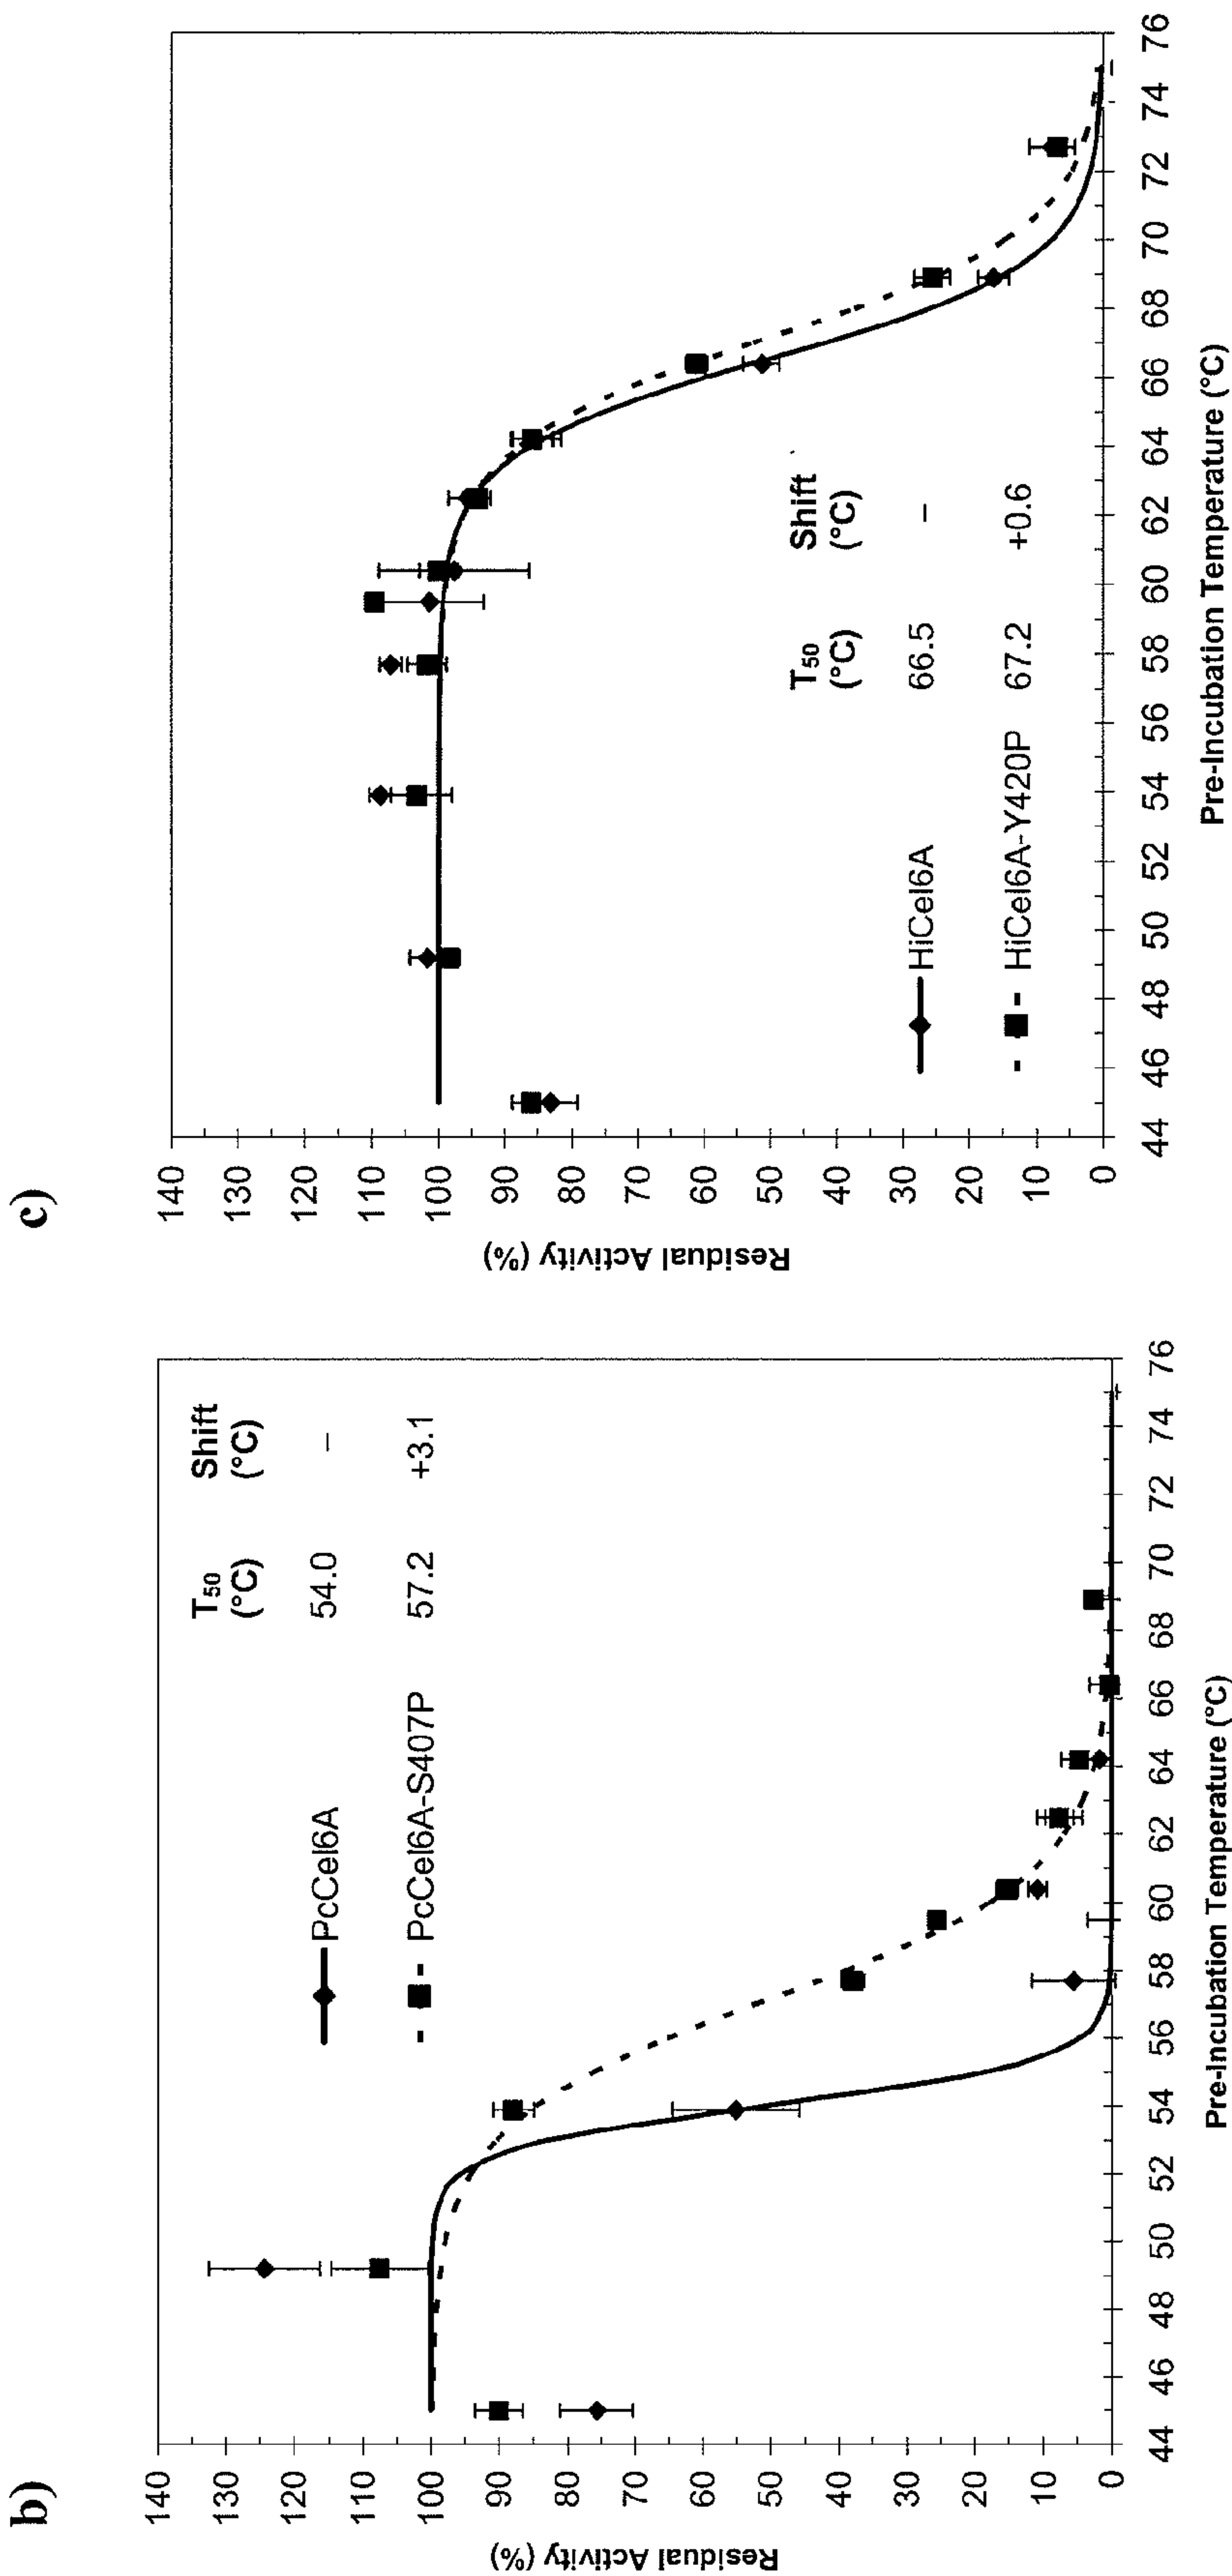 b)
Residual Activity (%)
140
130
120
110
100
90
80
70
60
50
40
30
20
10
0
44 46 48 50 52 54 56 58 60 62 64 66 68 70 72 74 76
Pre-Incubation Temperature (°C)
T50 Shift
(°C) (°C)
PcCel6A 54.0 –
PcCel6A-S407P 57.2 +3.1
c)
Residual Activity (%)
140
130
120
110
100
90
80
70
60
50
40
30
20
10
0
44 46 48 50 52 54 56 58 60 62 64 66 68 70 72 74 76
Pre-Incubation Temperature (°C)
T50 Shift
(°C) (°C)
HiCel6A 66.5 –
HiCel6A-Y420P 67.2 +0.6